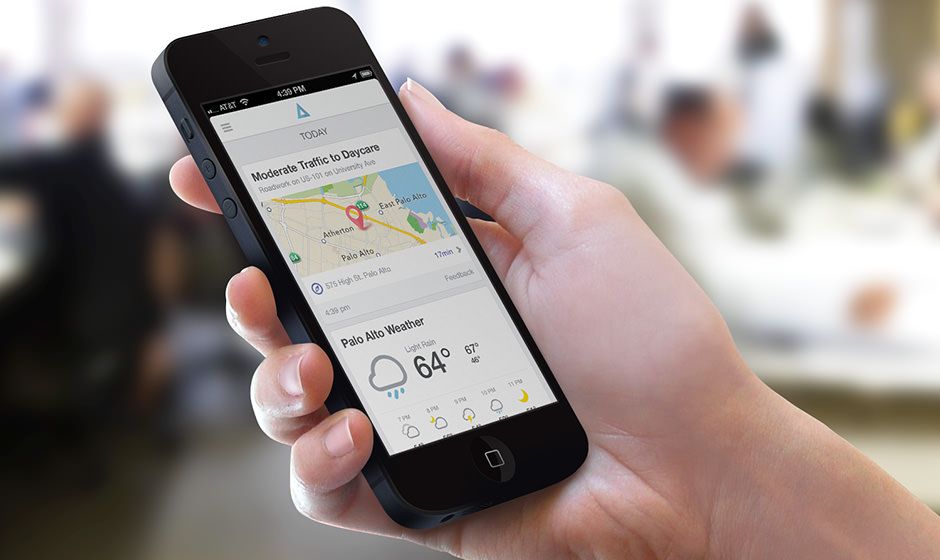 AT&T 4:39 PM
TODAY
Moderate Traffic to Daycare
Roadwork on US-101 on University Ave
East Palo Alto
Atherton
Palo Alto
17min
575 High St, Palo Alto
4:39 pm Feedback
Palo Alto Weather
Light Rain
64° 67°
46°
7 PM 8 PM 9 PM 10 PM 11 PM